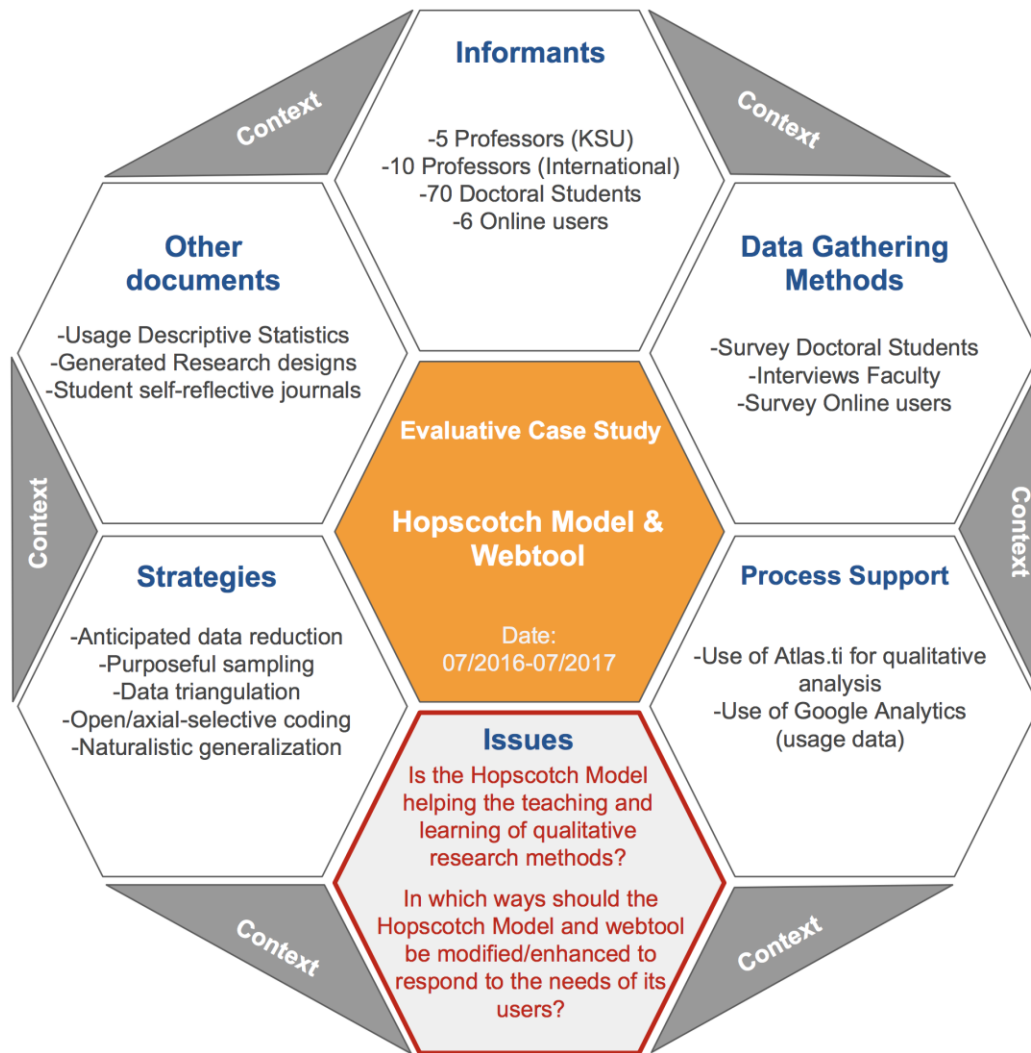 Informants
-5 Professors (KSU)
-10 Professors (International)
-70 Doctoral Students
-6 Online users
Context
Context
Other
documents
-Usage Descriptive Statistics
-Generated Research designs
-Student self-reflective journals
Data Gathering
Methods
-Survey Doctoral Students
-Interviews Faculty
-Survey Online users
Evaluative Case Study
Hopscotch Model &
Webtool
Date:
07/2016-07/2017
Context
Context
Strategies
-Anticipated data reduction
-Purposeful sampling
-Data triangulation
-Open/axial-selective coding
-Naturalistic generalization
Process Support
-Use of Atlas.ti for qualitative
analysis
-Use of Google Analytics
(usage data)
Issues
Is the Hopscotch Model
helping the teaching and
learning of qualitative
research methods?
In which ways should the
Hopscotch Model and webtool
be modified/enhanced to
respond to the needs of its
users?
Context
Context